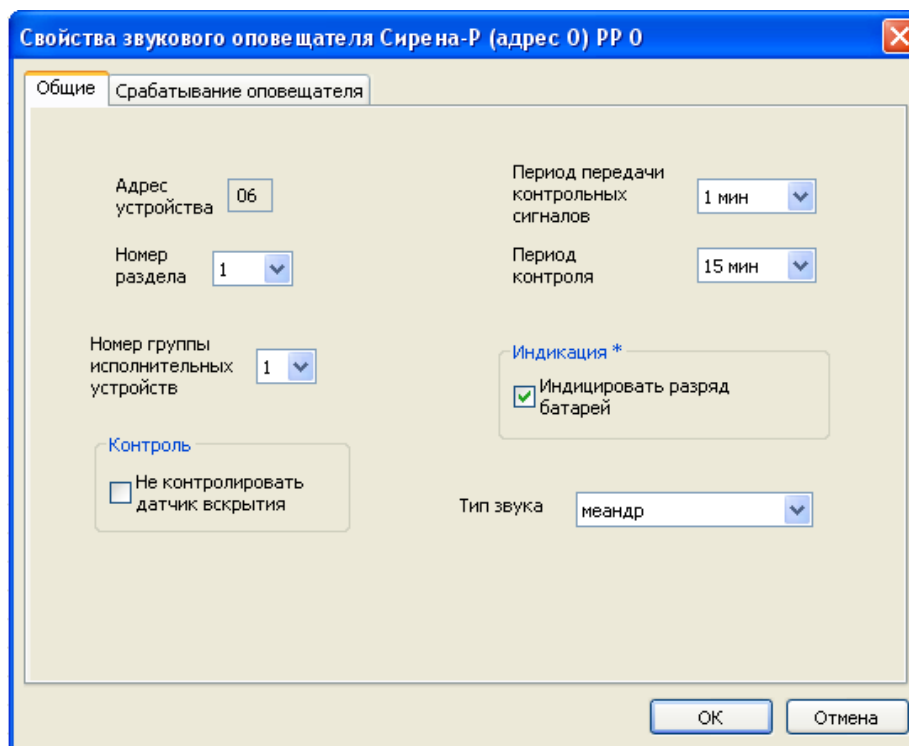 Свойства звукового оповещателя Сирена-Р (адрес 0) РР 0
Общие
Срабатывание оповещателя
Адрес
устройства
06
Номер
раздела
1
Номер группы
исполнительных
устройств
1
Контроль
Не контролировать
датчик вскрытия
Период передачи
контрольных
сигналов
1 мин
Период
контроля
15 мин
Индикация *
Индицировать разряд
батарей
Тип звука
меандр
ОК
Отмена